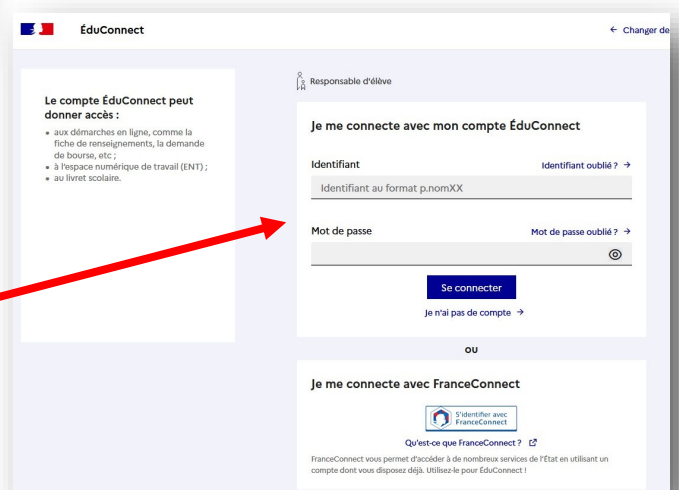 ÉduConnect
← Changer de
Le compte ÉduConnect peut
donner accès :
• aux démarches en ligne, comme la
fiche de renseignements, la demande
de bourse, etc ;
• à l'espace numérique de travail (ENT) ;
• au livret scolaire.
Responsable d'élève
Je me connecte avec mon compte ÉduConnect
Identifiant
Identifiant oublié ? →
Identifiant au format p.nomXX
Mot de passe
Mot de passe oublié ? →
Se connecter
Je n'ai pas de compte →
OU
Je me connecte avec FranceConnect
S'identifier avec
FranceConnect
Qu'est-ce que FranceConnect ?
FranceConnect vous permet d'accéder à de nombreux services de l'État en utilisant un
compte dont vous disposez déjà. Utilisez-le pour ÉduConnect !